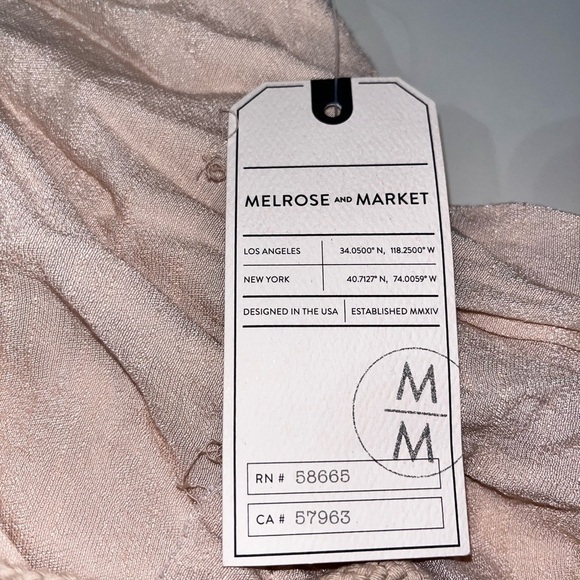 MELROSE AND MARKET
LOS ANGELES 34.0500° N, 118.2500° W
NEW YORK 40.7127° N, 74.0059° W
DESIGNED IN THE USA ESTABLISHED MMXIV
M
M
RN # 58665
CA # 57963